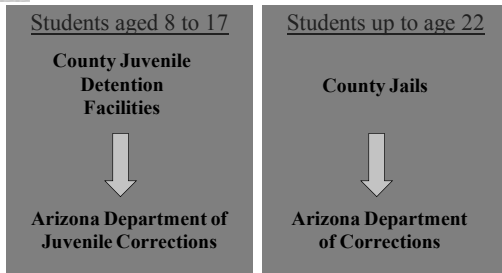 Students aged 8 to 17
County Juvenile
Detention
Facilities
Arizona Department of
Juvenile Corrections
Students up to age 22
County Jails
Arizona Department
of Corrections